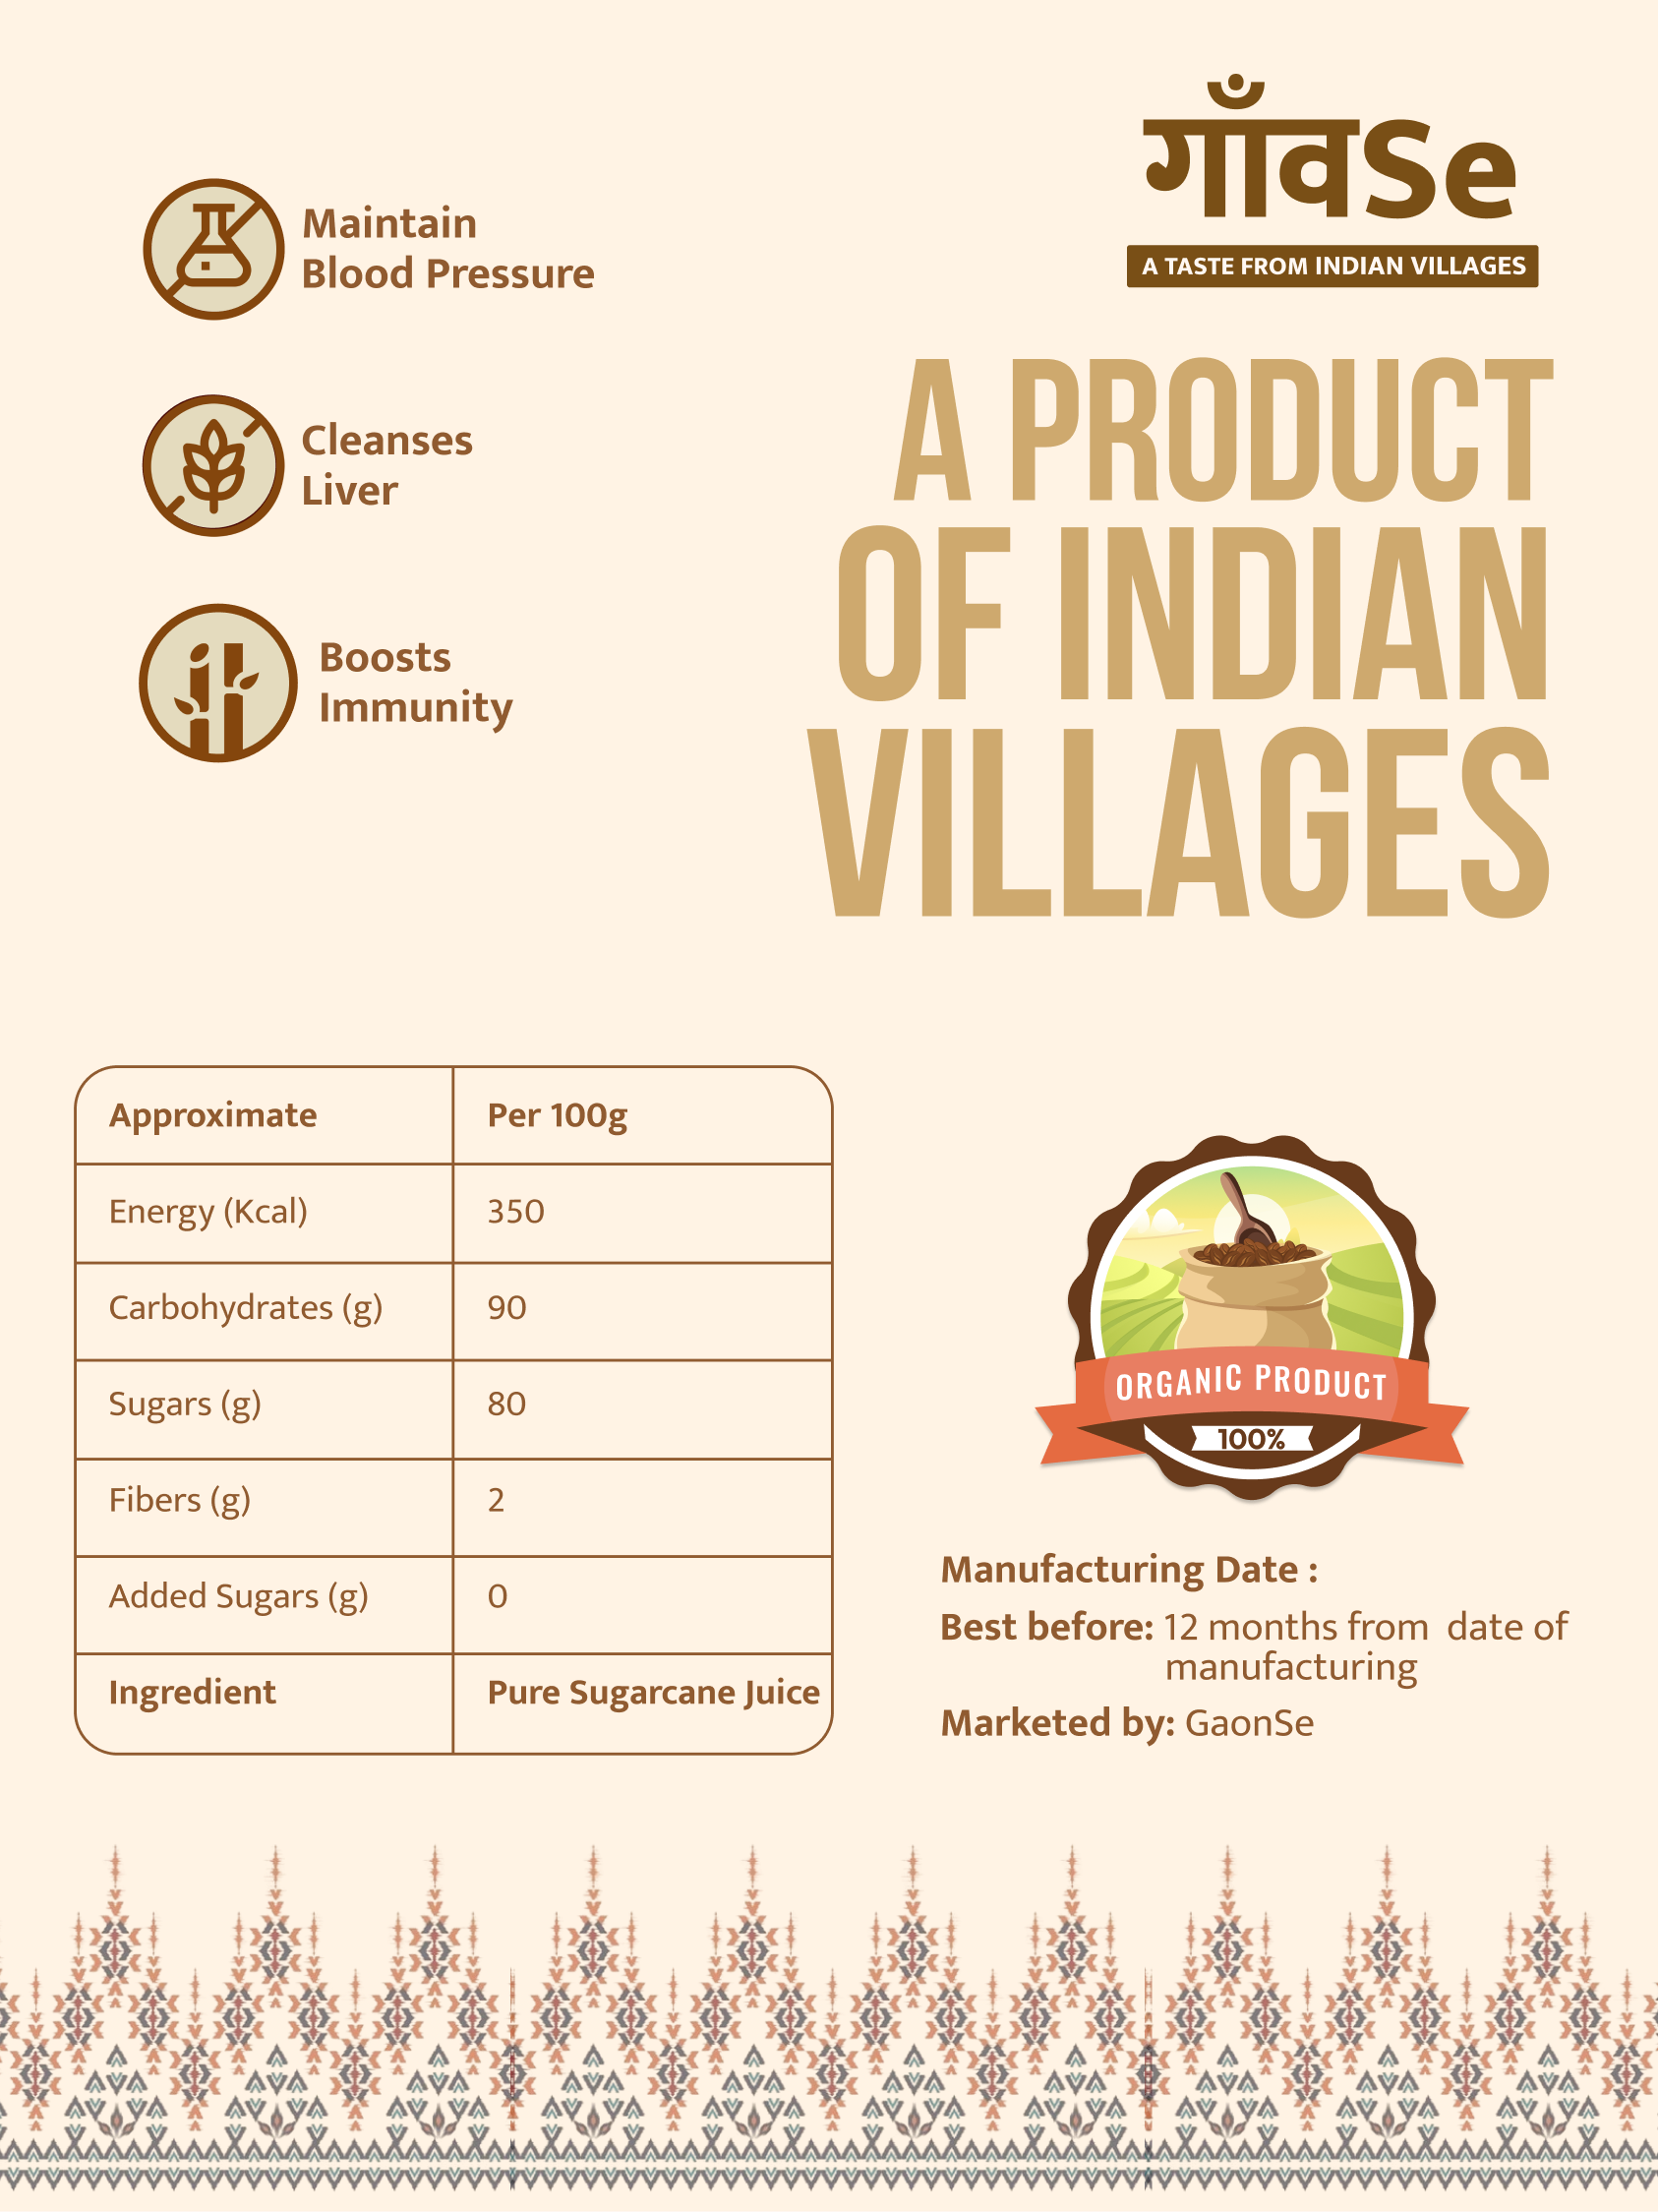 गाँवSe
A TASTE FROM INDIAN VILLAGES
Maintain
Blood Pressure
Cleanses
Liver
Boosts
Immunity
A PRODUCT
OF INDIAN
VILLAGES
Approximate Per 100g
Energy (Kcal) 350
Carbohydrates (g) 90
Sugars (g) 80
Fibers (g) 2
Added Sugars (g) 0
Ingredient Pure Sugarcane Juice
ORGANIC PRODUCT
100%
Manufacturing Date :
Best before: 12 months from date of
manufacturing
Marketed by: GaonSe